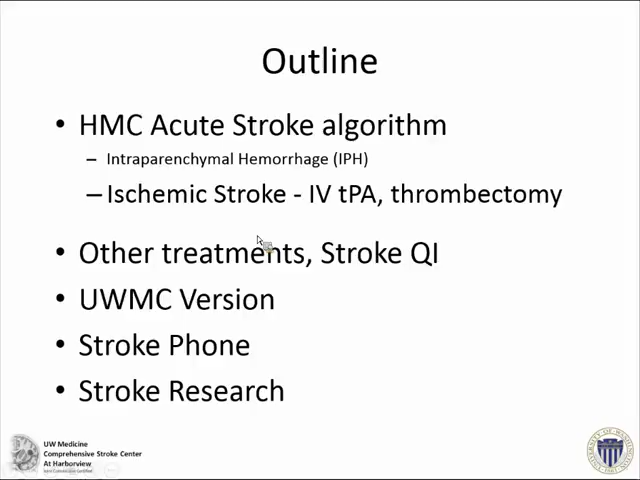 Outline
• HMC Acute Stroke algorithm
– Intraparenchymal Hemorrhage (IPH)
– Ischemic Stroke - IV tPA, thrombectomy
• Other treatments, Stroke QI
• UWMC Version
• Stroke Phone
• Stroke Research
UW Medicine
Comprehensive Stroke Center
At Harborview